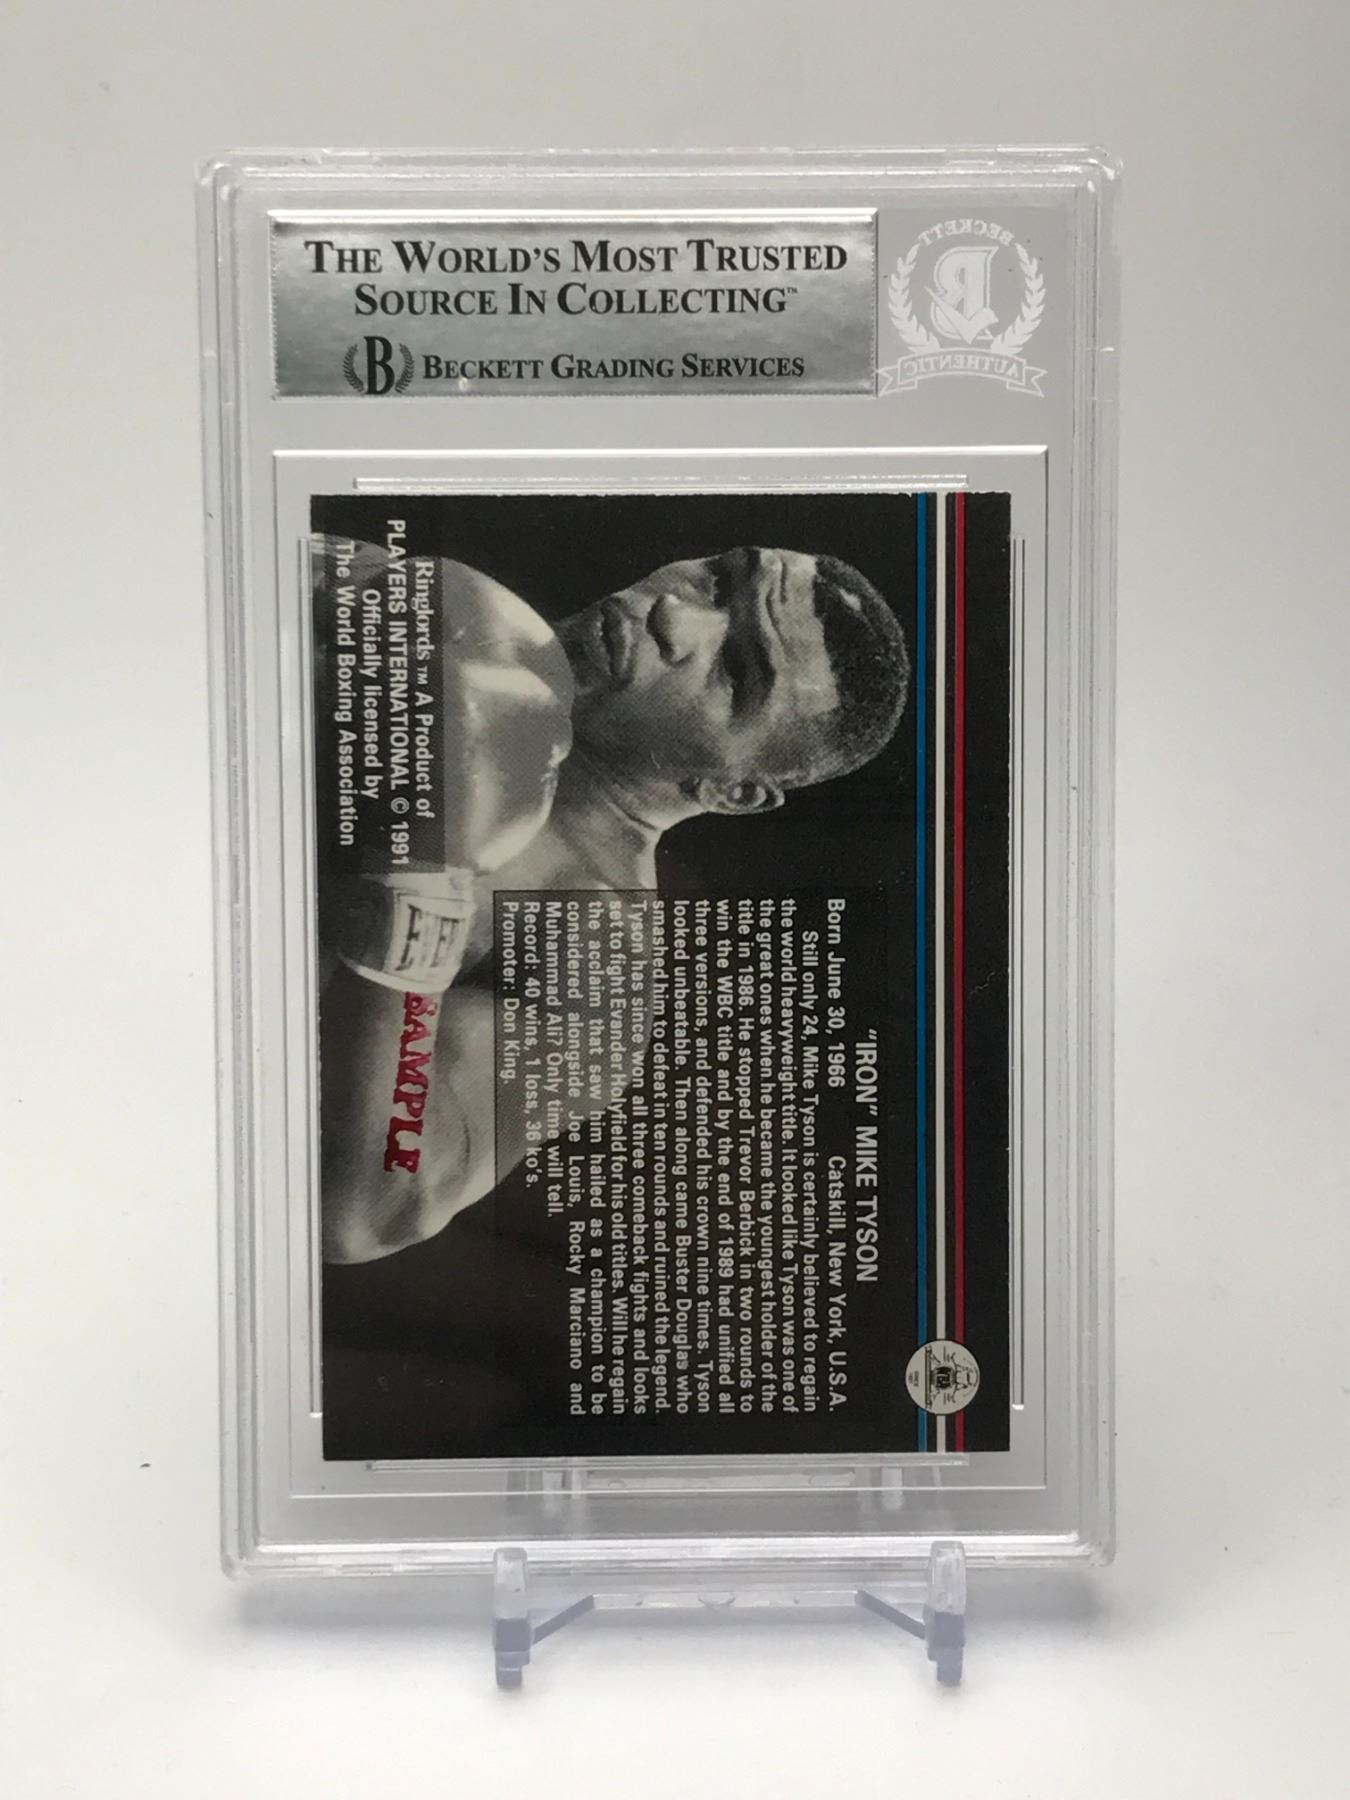 THE WORLD'S MOST TRUSTED
SOURCE IN COLLECTING™
B BECKETT GRADING SERVICES
BECKETT
B
AUTHENTIC
"IRON" MIKE TYSON
Born June 30, 1966 Catskill, New York, U.S.A.
Still only 24, Mike Tyson is certainly believed to regain
the world heavyweight title. It looked like Tyson was one of
the great ones when he became the youngest holder of the
title in 1986. He stopped Trevor Berbick in two rounds to
win the WBC title and by the end of 1989 had unified all
three versions, and defended his crown nine times. Tyson
looked unbeatable. Then along came Buster Douglas who
smashed him to defeat in ten rounds and ruined the legend.
Tyson has since won all three comeback fights and looks
set to fight Evander Holyfield for his old titles. Will he regain
the acclaim that saw him hailed as a champion to be
considered alongside Joe Louis, Rocky Marciano and
Muhammad Ali? Only time will tell.
Record: 40 wins, 1 loss, 36 ko's.
Promoter: Don King.
Ringlords™ A Product of
PLAYERS INTERNATIONAL © 1991
Officially licensed by
The World Boxing Association
EVER
SAMPLE
WBA